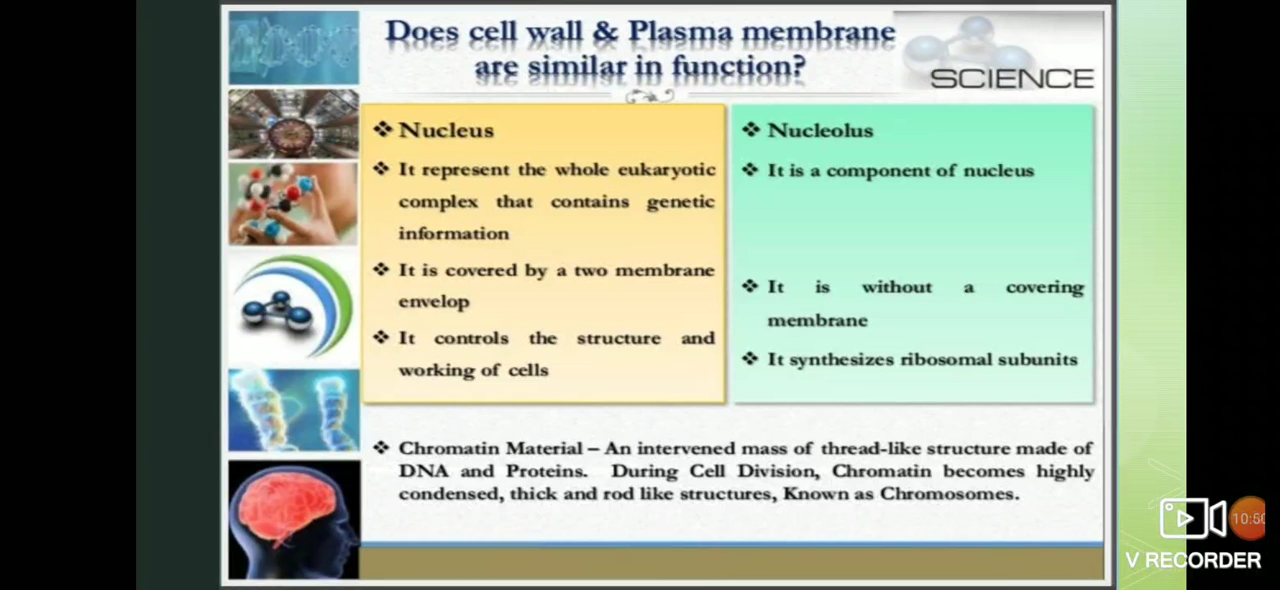 Does cell wall & Plasma membrane
are similar in function?
SCIENCE
❖ Nucleus
❖ It represent the whole eukaryotic
complex that contains genetic
information
❖ It is covered by a two membrane
envelop
❖ It controls the structure and
working of cells
❖ Nucleolus
❖ It is a component of nucleus
❖ It is without a covering
membrane
❖ It synthesizes ribosomal subunits
❖ Chromatin Material – An intervened mass of thread-like structure made of
DNA and Proteins. During Cell Division, Chromatin becomes highly
condensed, thick and rod like structures, Known as Chromosomes.
10:50
V RECORDER